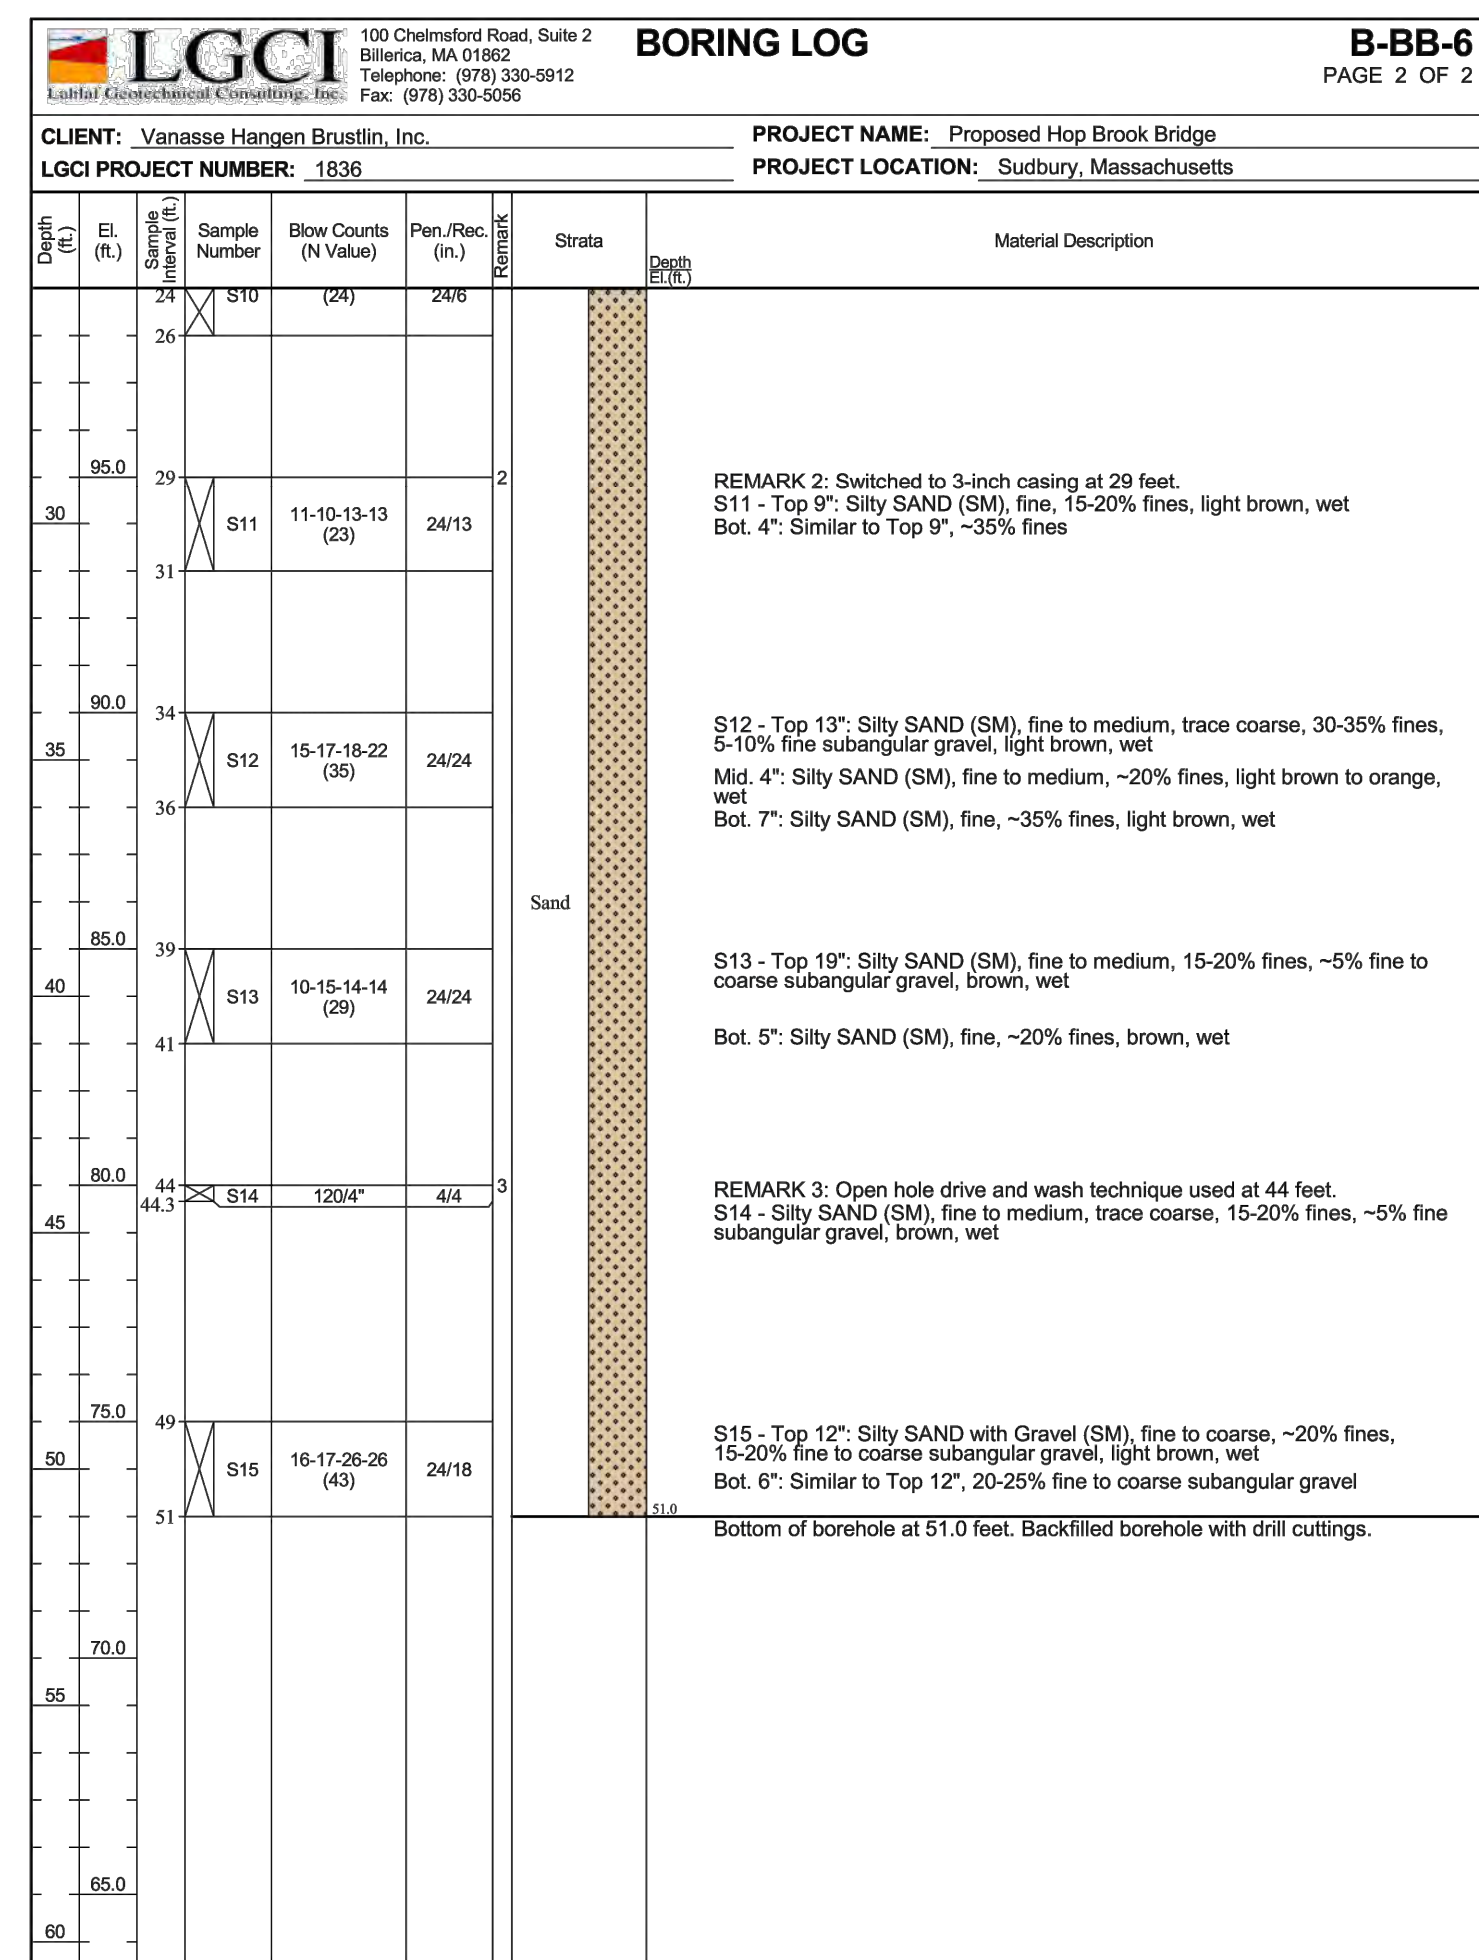 LGCI
Lahlaf Geotechnical Consulting, Inc.
100 Chelmsford Road, Suite 2
Billerica, MA 01862
Telephone: (978) 330-5912
Fax: (978) 330-5056
BORING LOG
B-BB-6
PAGE 2 OF 2
CLIENT: Vanasse Hangen Brustlin, Inc.
PROJECT NAME: Proposed Hop Brook Bridge
LGCI PROJECT NUMBER: 1836
PROJECT LOCATION: Sudbury, Massachusetts
Depth (ft.)
El. (ft.)
Sample Interval (ft.)
Sample Number
Blow Counts (N Value)
Pen./Rec. (in.)
Remark
Strata
Depth El.(ft.)
Material Description
24 S10 (24) 24/6
26
95.0 29 2
REMARK 2: Switched to 3-inch casing at 29 feet.
S11 - Top 9": Silty SAND (SM), fine, 15-20% fines, light brown, wet
30 S11 11-10-13-13 (23) 24/13
Bot. 4": Similar to Top 9", ~35% fines
31
90.0 34
S12 - Top 13": Silty SAND (SM), fine to medium, trace coarse, 30-35% fines,
5-10% fine subangular gravel, light brown, wet
35 S12 15-17-18-22 (35) 24/24
Mid. 4": Silty SAND (SM), fine to medium, ~20% fines, light brown to orange,
wet
36
Bot. 7": Silty SAND (SM), fine, ~35% fines, light brown, wet
Sand
85.0 39
S13 - Top 19": Silty SAND (SM), fine to medium, 15-20% fines, ~5% fine to
coarse subangular gravel, brown, wet
40 S13 10-15-14-14 (29) 24/24
Bot. 5": Silty SAND (SM), fine, ~20% fines, brown, wet
41
80.0 44 3
REMARK 3: Open hole drive and wash technique used at 44 feet.
44.3 S14 120/4" 4/4
S14 - Silty SAND (SM), fine to medium, trace coarse, 15-20% fines, ~5% fine
subangular gravel, brown, wet
45
75.0 49
S15 - Top 12": Silty SAND with Gravel (SM), fine to coarse, ~20% fines,
15-20% fine to coarse subangular gravel, light brown, wet
50 S15 16-17-26-26 (43) 24/18
Bot. 6": Similar to Top 12", 20-25% fine to coarse subangular gravel
51 51.0
Bottom of borehole at 51.0 feet. Backfilled borehole with drill cuttings.
70.0
55
65.0
60